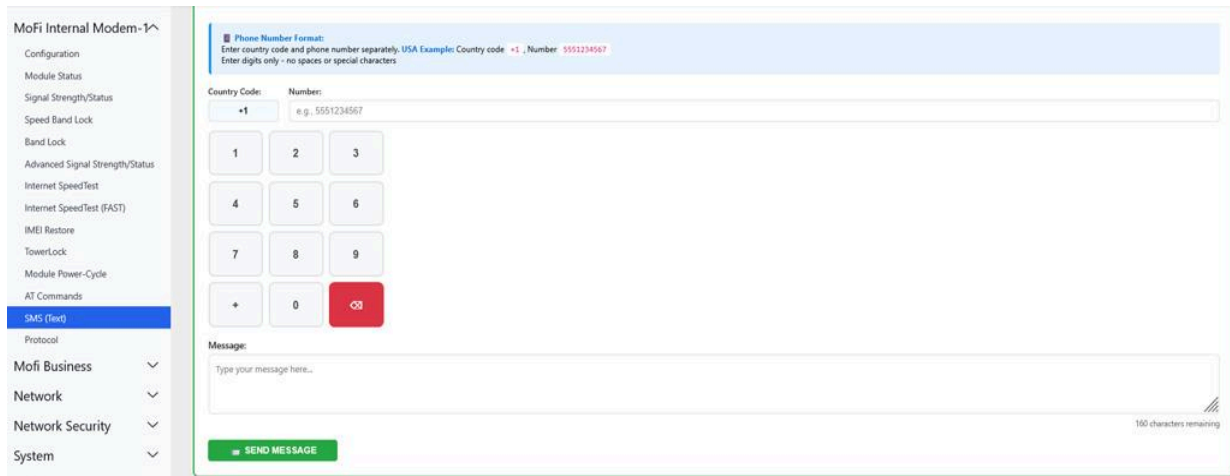 MoFi Internal Modem-1
Configuration
Module Status
Signal Strength/Status
Speed Band Lock
Band Lock
Advanced Signal Strength/Status
Internet SpeedTest
Internet SpeedTest (FAST)
IMEI Restore
TowerLock
Module Power-Cycle
AT Commands
SMS (Text)
Protocol
Mofi Business
Network
Network Security
System
Phone Number Format:
Enter country code and phone number separately. USA Example: Country code +1 , Number 5551234567
Enter digits only - no spaces or special characters
Country Code: Number:
+1 e.g., 5551234567
1 2 3
4 5 6
7 8 9
+ 0
Message:
Type your message here...
160 characters remaining
SEND MESSAGE